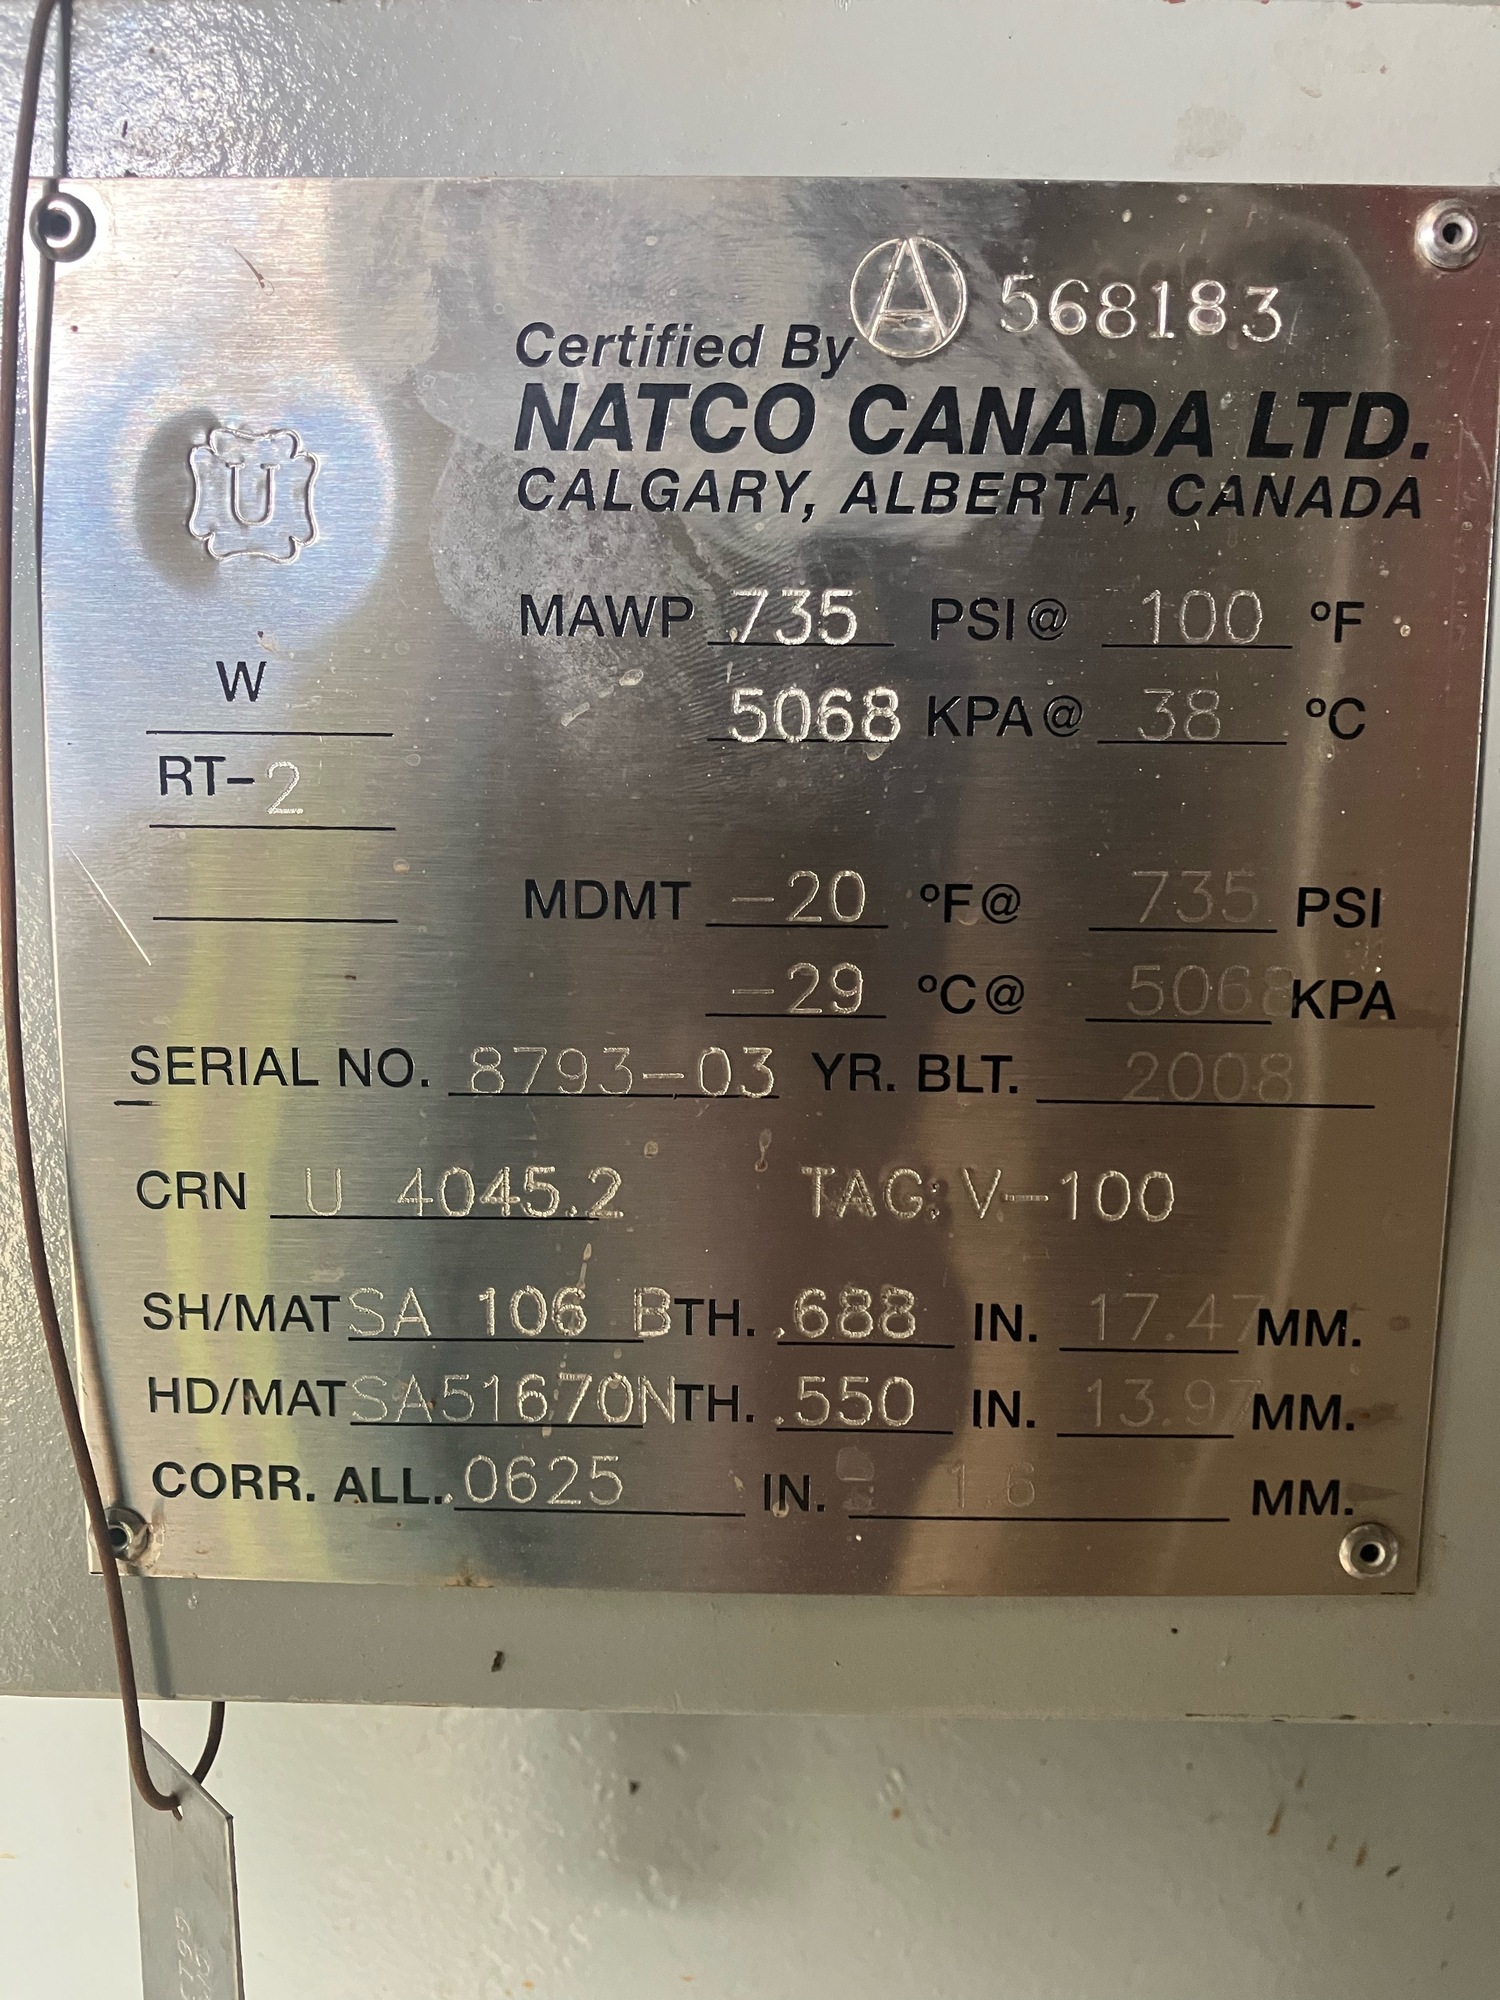 A 568183
Certified By
NATCO CANADA LTD.
CALGARY, ALBERTA, CANADA
U
MAWP 735 PSI@ 100 °F
W
5068 KPA@ 38 °C
RT-2
MDMT -20 °F@ 735 PSI
-29 °C@ 5068 KPA
SERIAL NO. 8793-03 YR. BLT. 2008
CRN U 4045.2 TAG: V-100
SH/MAT SA 106 B TH. .688 IN. 17.47 MM.
HD/MAT SA51670N TH. .550 IN. 13.97 MM.
CORR. ALL. .0625 IN. 1.6 MM.